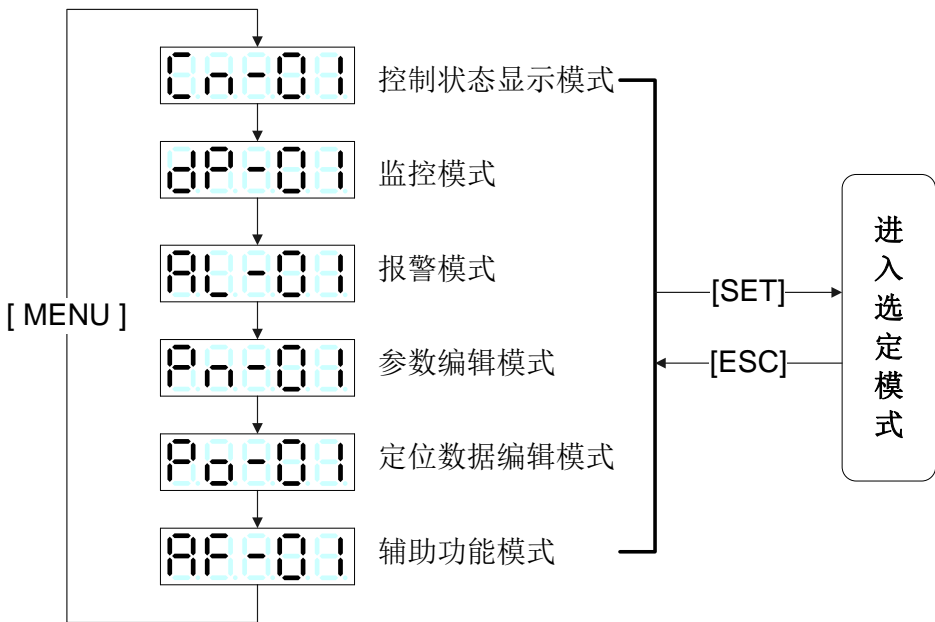 Cn-01 控制状态显示模式
dP-01 监控模式
AL-01 报警模式
[ MENU ]
Pn-01 参数编辑模式
Po-01 定位数据编辑模式
AF-01 辅助功能模式
[SET]
[ESC]
进
入
选
定
模
式